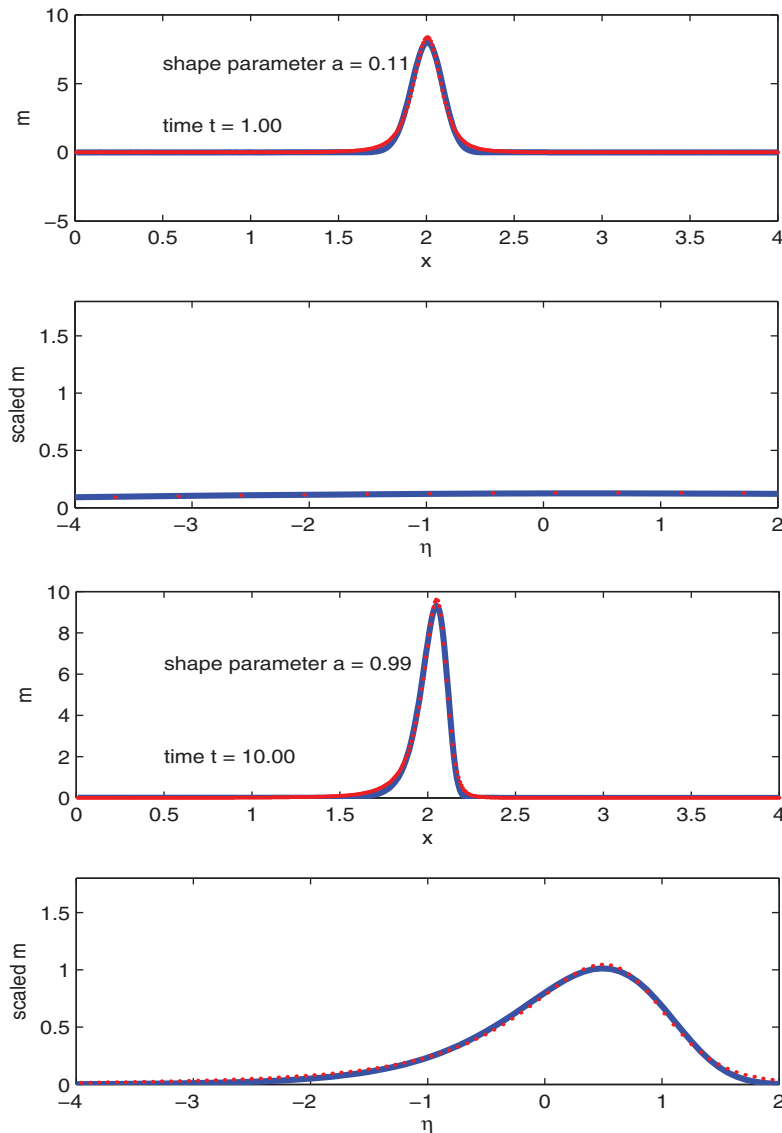 10
shape parameter a = 0.11
5
m
time t = 1.00
0
−5
0 0.5 1 1.5 2 2.5 3 3.5 4
x
1.5
scaled m
1
0.5
0
−4 −3 −2 −1 0 1 2
η
10
8
shape parameter a = 0.99
6
m
4
time t = 10.00
2
0
0 0.5 1 1.5 2 2.5 3 3.5 4
x
1.5
scaled m
1
0.5
0
−4 −3 −2 −1 0 1 2
η